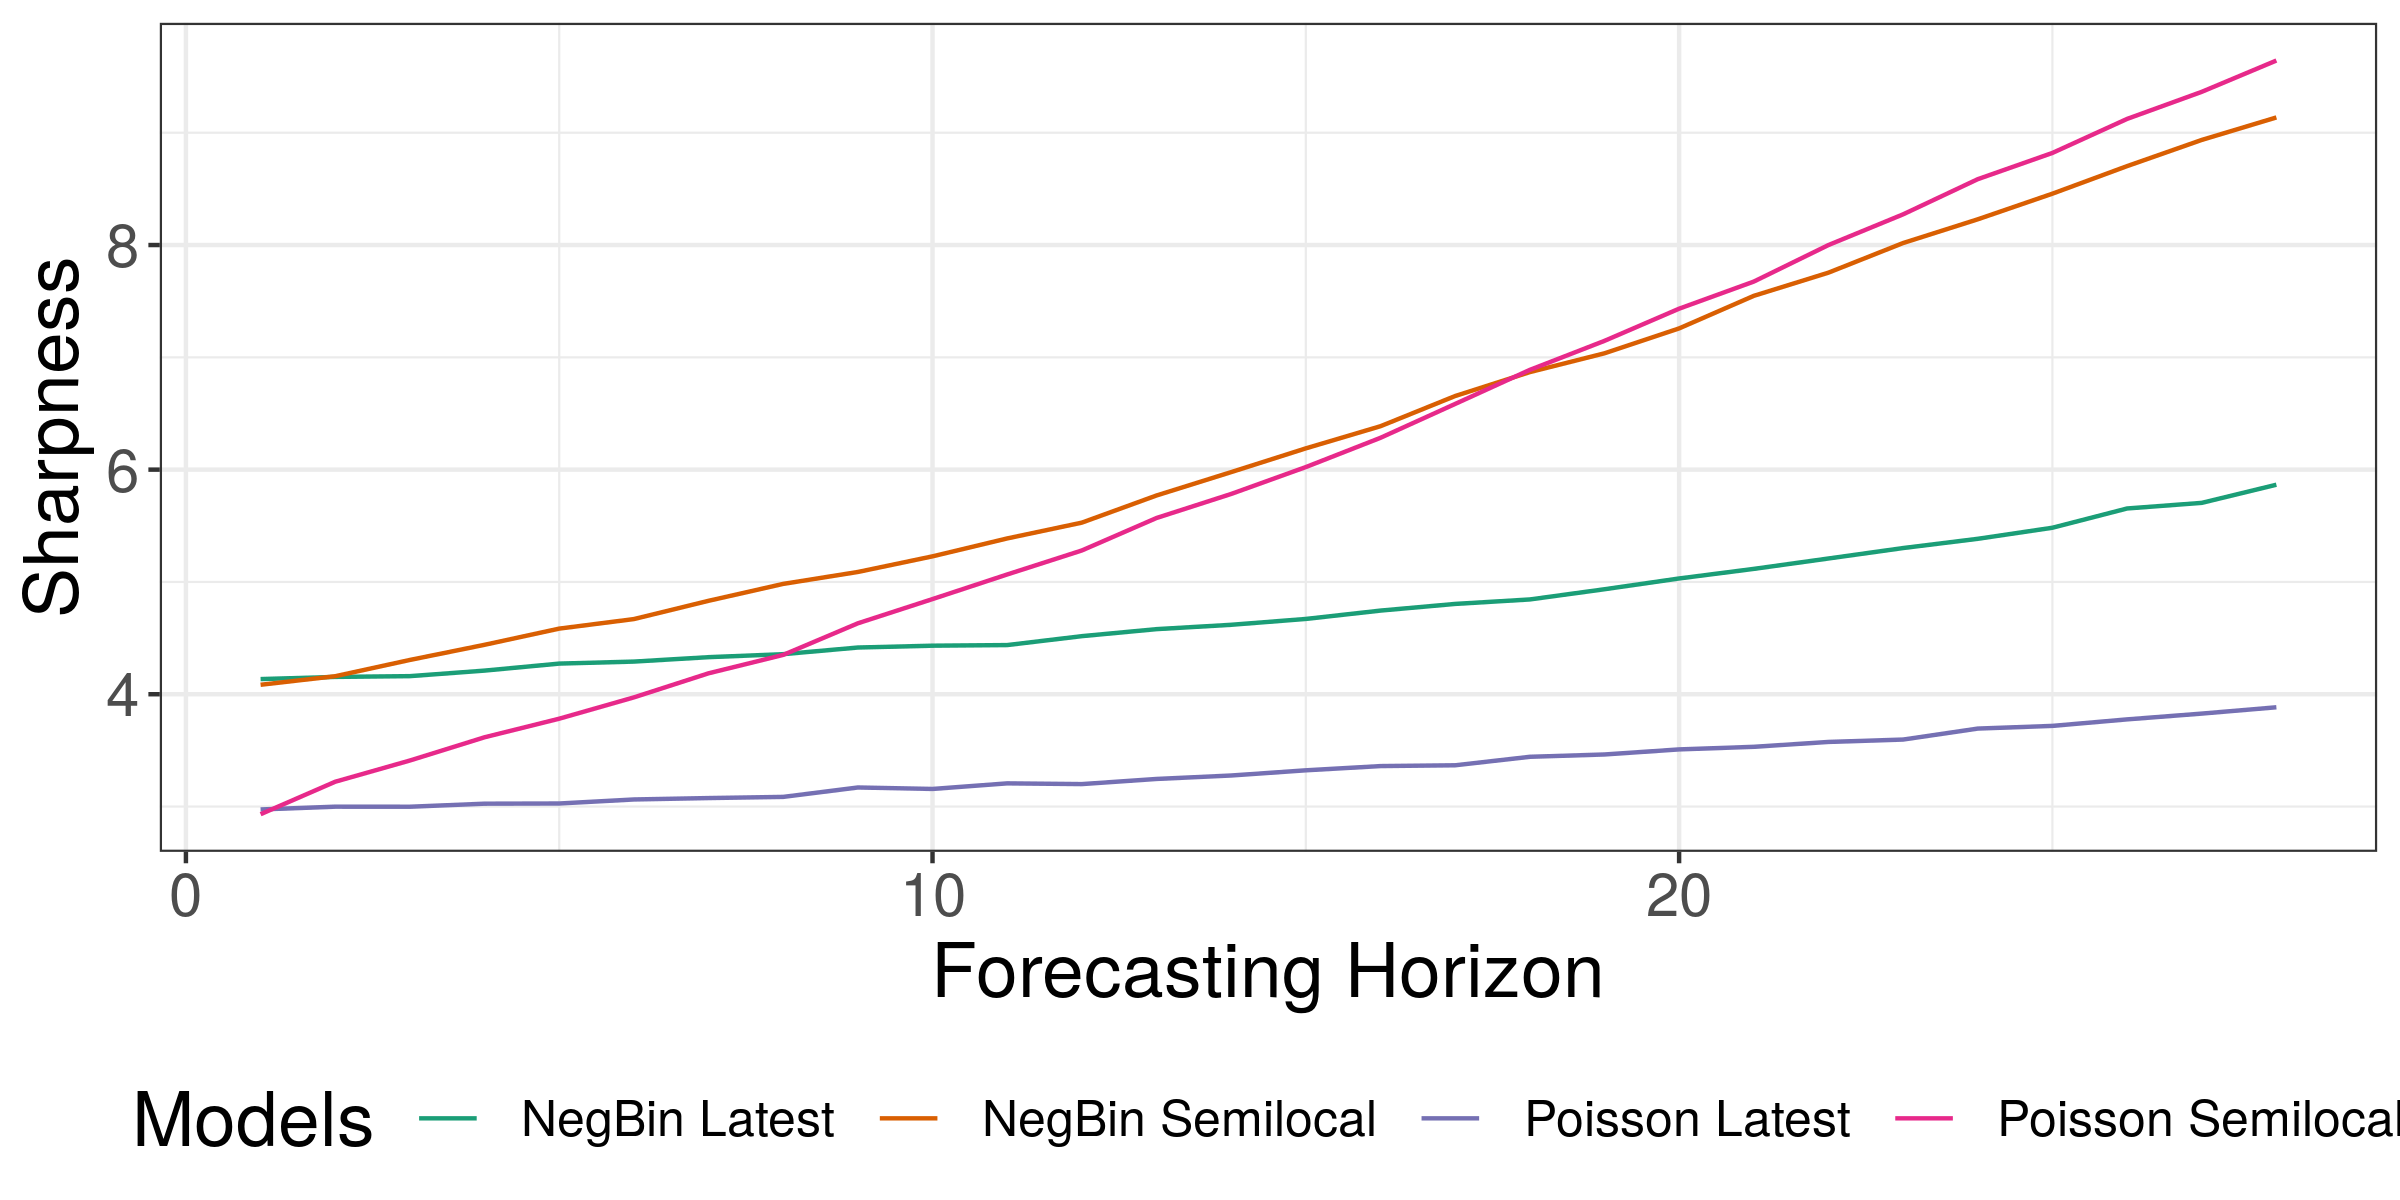 Sharpness
8
6
4
0 10 20
Forecasting Horizon
Models NegBin Latest NegBin Semilocal Poisson Latest Poisson Semilocal